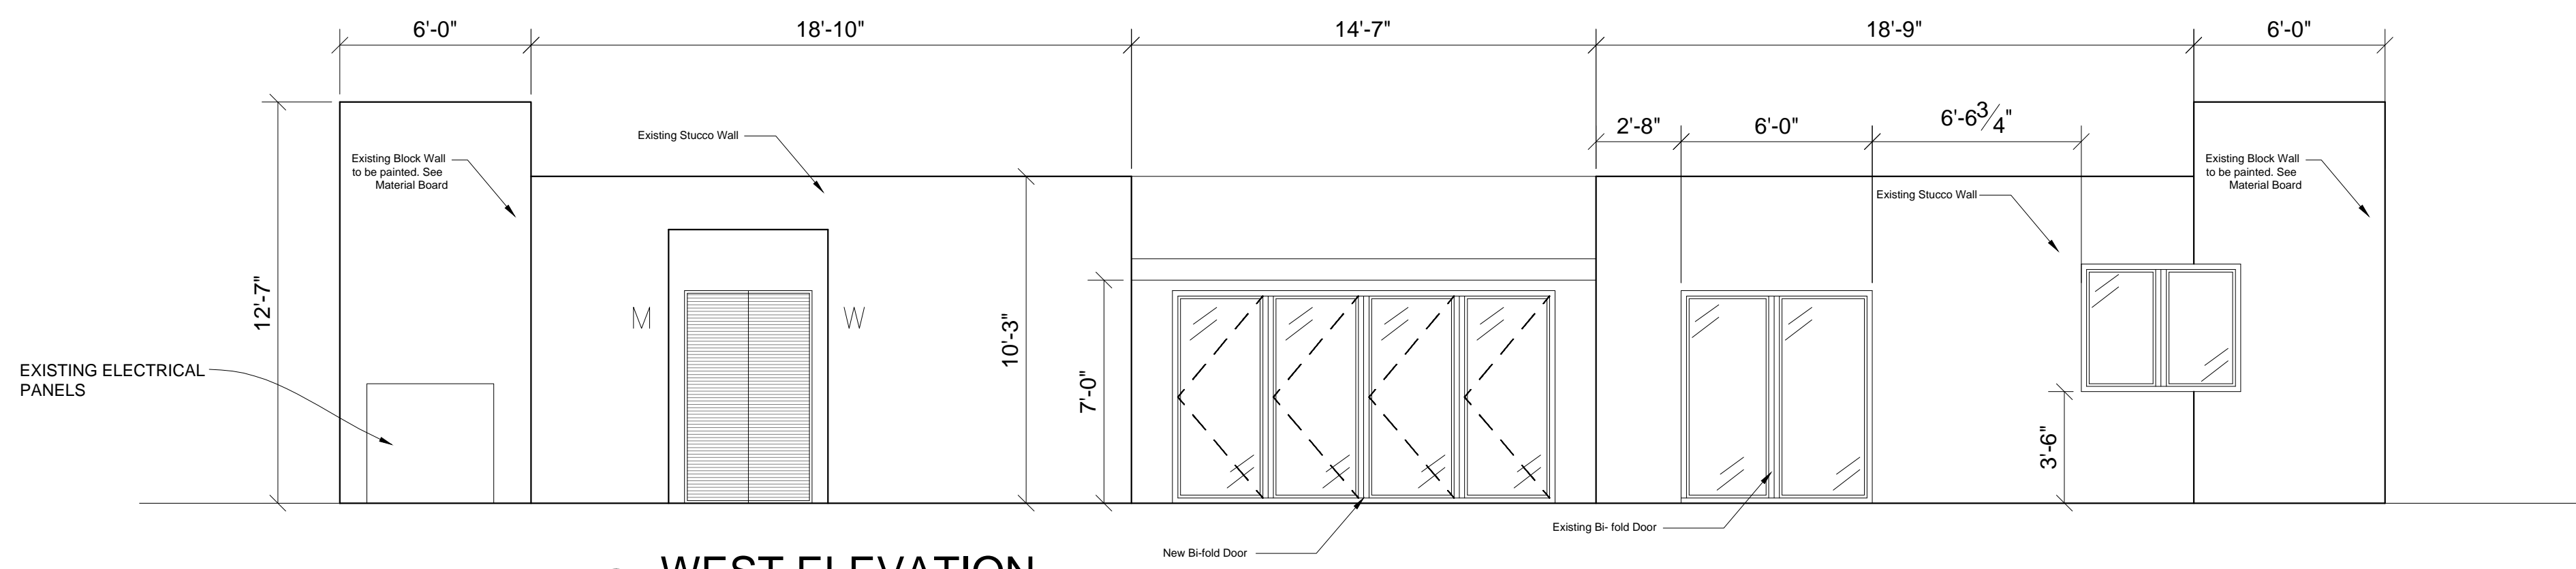 6'-0"
18'-10"
14'-7"
18'-9"
6'-0"
2'-8"
6'-0"
6'-6 3/4"
Existing Stucco Wall
Existing Block Wall
to be painted. See
Material Board
Existing Block Wall
to be painted. See
Material Board
Existing Stucco Wall
12'-7"
M
W
10'-3"
7'-0"
EXISTING ELECTRICAL
PANELS
3'-6"
Existing Bi- fold Door
New Bi-fold Door
WEST ELEVATION